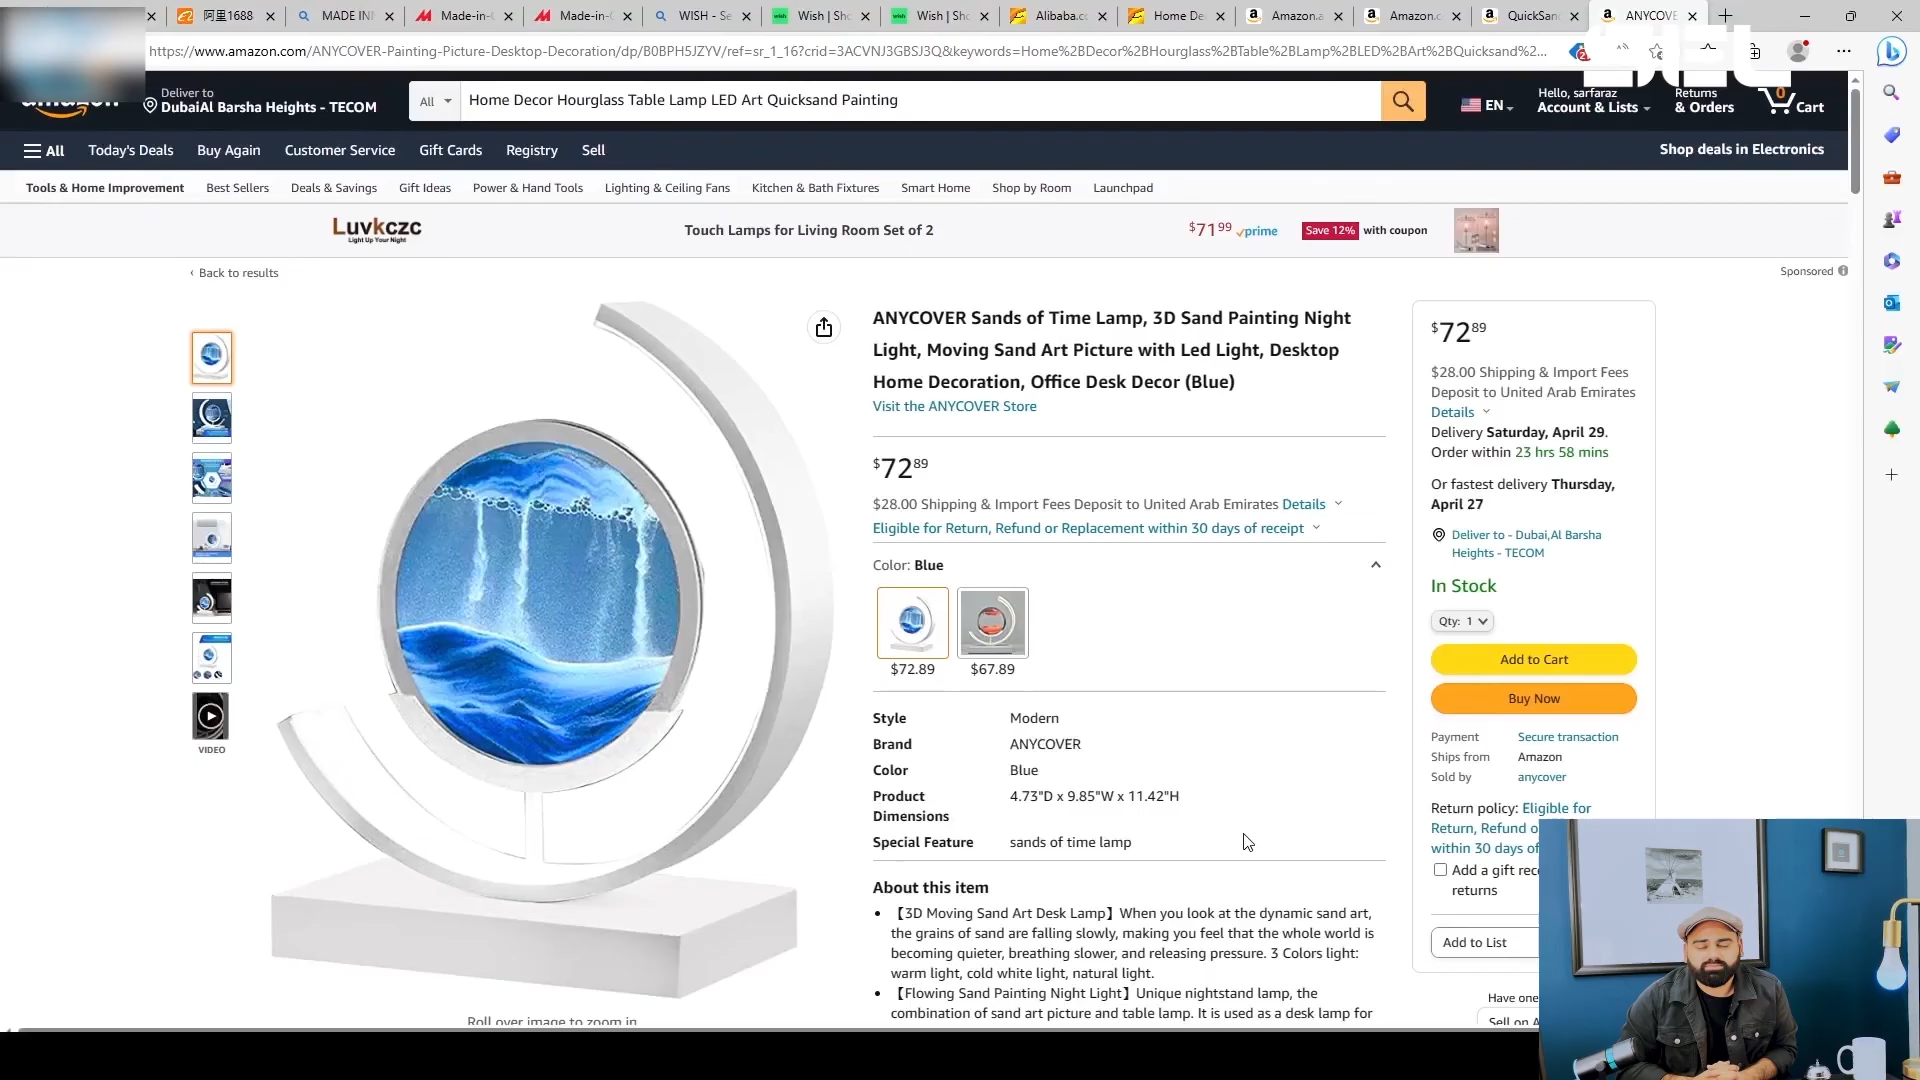 阿里1688
MADE IN
Made-in-C
Made-in-C
WISH - Se
wish
Wish | Sho
wish
Wish | Sho
Alibaba.co
Home De
Amazon.a
Amazon.c
QuickSan
ANYCOVE
https://www.amazon.com/ANYCOVER-Painting-Picture-Desktop-Decoration/dp/B0BPH5JZYV/ref=sr_1_16?crid=3ACVNJ3GBSJ3Q&keywords=Home%2BDecor%2BHourglass%2BTable%2BLamp%2BLED%2BArt%2BQuicksand%2...
amazon
Deliver to
DubaiAl Barsha Heights - TECOM
All
Home Decor Hourglass Table Lamp LED Art Quicksand Painting
EN
Hello, sarfaraz
Account & Lists
Returns
& Orders
0
Cart
All
Today's Deals
Buy Again
Customer Service
Gift Cards
Registry
Sell
Shop deals in Electronics
Tools & Home Improvement
Best Sellers
Deals & Savings
Gift Ideas
Power & Hand Tools
Lighting & Ceiling Fans
Kitchen & Bath Fixtures
Smart Home
Shop by Room
Launchpad
Luvkczc
Light Up Your Night
Touch Lamps for Living Room Set of 2
$71.99 prime
Save 12% with coupon
‹ Back to results
Sponsored
ANYCOVER Sands of Time Lamp, 3D Sand Painting Night
Light, Moving Sand Art Picture with Led Light, Desktop
Home Decoration, Office Desk Decor (Blue)
Visit the ANYCOVER Store
$72.89
$28.00 Shipping & Import Fees Deposit to United Arab Emirates Details
Eligible for Return, Refund or Replacement within 30 days of receipt
Color: Blue
$72.89
$67.89
Style Modern
Brand ANYCOVER
Color Blue
Product
Dimensions
4.73"D x 9.85"W x 11.42"H
Special Feature sands of time lamp
About this item
• 【3D Moving Sand Art Desk Lamp】When you look at the dynamic sand art,
the grains of sand are falling slowly, making you feel that the whole world is
becoming quieter, breathing slower, and releasing pressure. 3 Colors light:
warm light, cold white light, natural light.
• 【Flowing Sand Painting Night Light】Unique nightstand lamp, the
combination of sand art picture and table lamp. It is used as a desk lamp for
VIDEO
Roll over image to zoom in
$72.89
$28.00 Shipping & Import Fees
Deposit to United Arab Emirates
Details
Delivery Saturday, April 29.
Order within 23 hrs 58 mins
Or fastest delivery Thursday,
April 27
Deliver to - Dubai,Al Barsha
Heights - TECOM
In Stock
Qty: 1
Add to Cart
Buy Now
Payment Secure transaction
Ships from Amazon
Sold by anycover
Return policy: Eligible for
Return, Refund o
within 30 days of
Add a gift rece
returns
Add to List
Have one
Sell on A